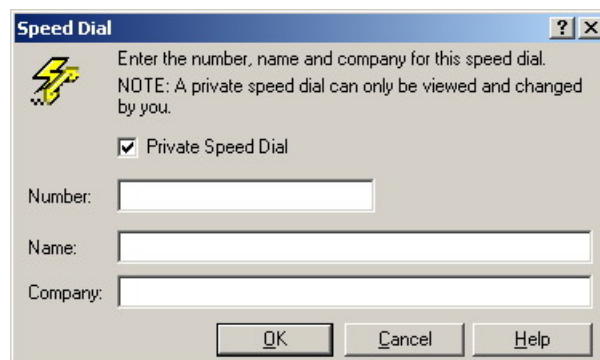 Speed Dial
Enter the number, name and company for this speed dial.
NOTE: A private speed dial can only be viewed and changed
by you.
Private Speed Dial
Number:
Name:
Company:
OK Cancel Help